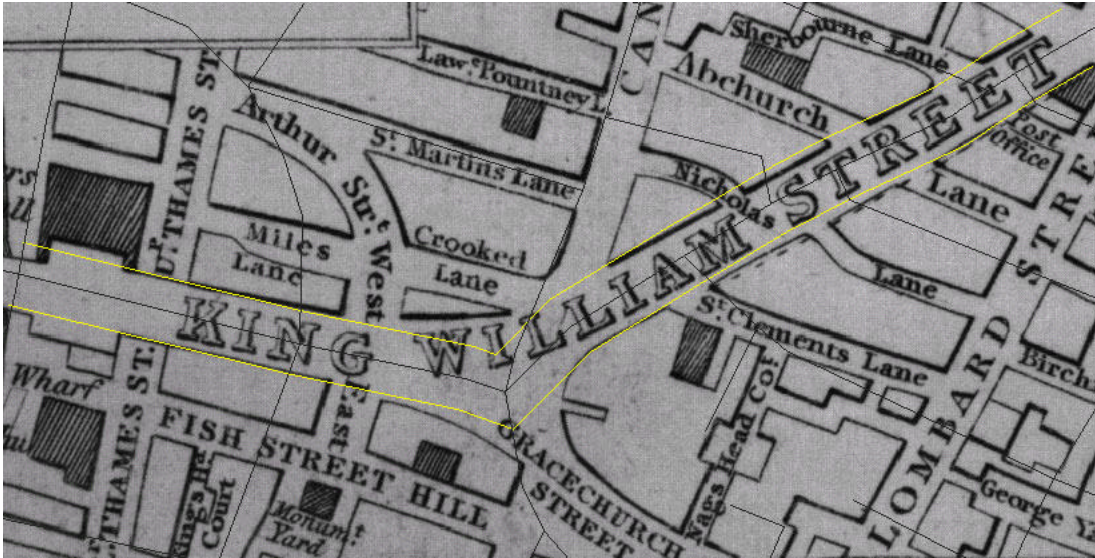 Law.e Pountney L.
CAN
Sherbourne Lane
Abchurch
Lane
Post
Office
Arthur
Str.t West
St. Martins Lane
Nicholas
Lane
Miles
Lane
Crooked
Lane
UP. THAMES ST.
KING WILLIAM STREET
St. Clements Lane
Wharf
THAMES ST.
East
FISH STREET HILL
Kings Hd.
Court
Monumt.
Yard
GRACECHURCH
STREET
Nags Head Cot.
LOMBARD STREET
Birch
George Y